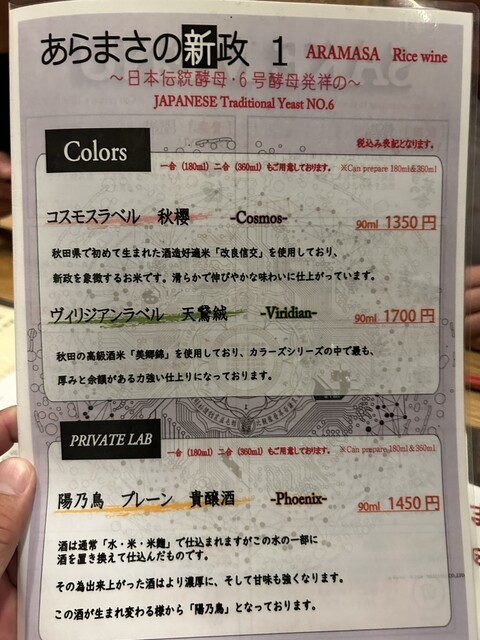 あらまさの新政 1 ARAMASA Rice wine
～日本伝統酵母・6号酵母発祥の～
JAPANESE Traditional Yeast NO.6
税込み表記となります。
Colors
一合 (180ml) 二合 (360ml) もご用意しております。 ※Can prepare 180ml&360ml
コスモスラベル 秋櫻 -Cosmos- 90ml 1350円
秋田県で初めて生まれた酒造好適米「改良信交」を使用しており、
新政を象徴するお米です。滑らかで伸びやかな味わいに仕上がっています。
ヴィリジアンラベル 天鵞絨 -Viridian- 90ml 1700円
秋田の高級酒米「美郷錦」を使用しており、カラーズシリーズの中で最も、
厚みと余韻がある力強い仕上りになっております。
PRIVATE LAB
一合 (180ml) 二合 (360ml) もご用意しております。 ※Can prepare 180ml&360ml
陽乃鳥 プレーン 貴醸酒 -Phoenix- 90ml 1450円
酒は通常「水・米・米麹」で仕込まれますがこの水の一部に
酒を置き換えて仕込んだものです。
その為出来上がった酒はより濃厚に、そして甘味も強くなります。
この酒が生まれ変わる様から「陽乃鳥」となっております。